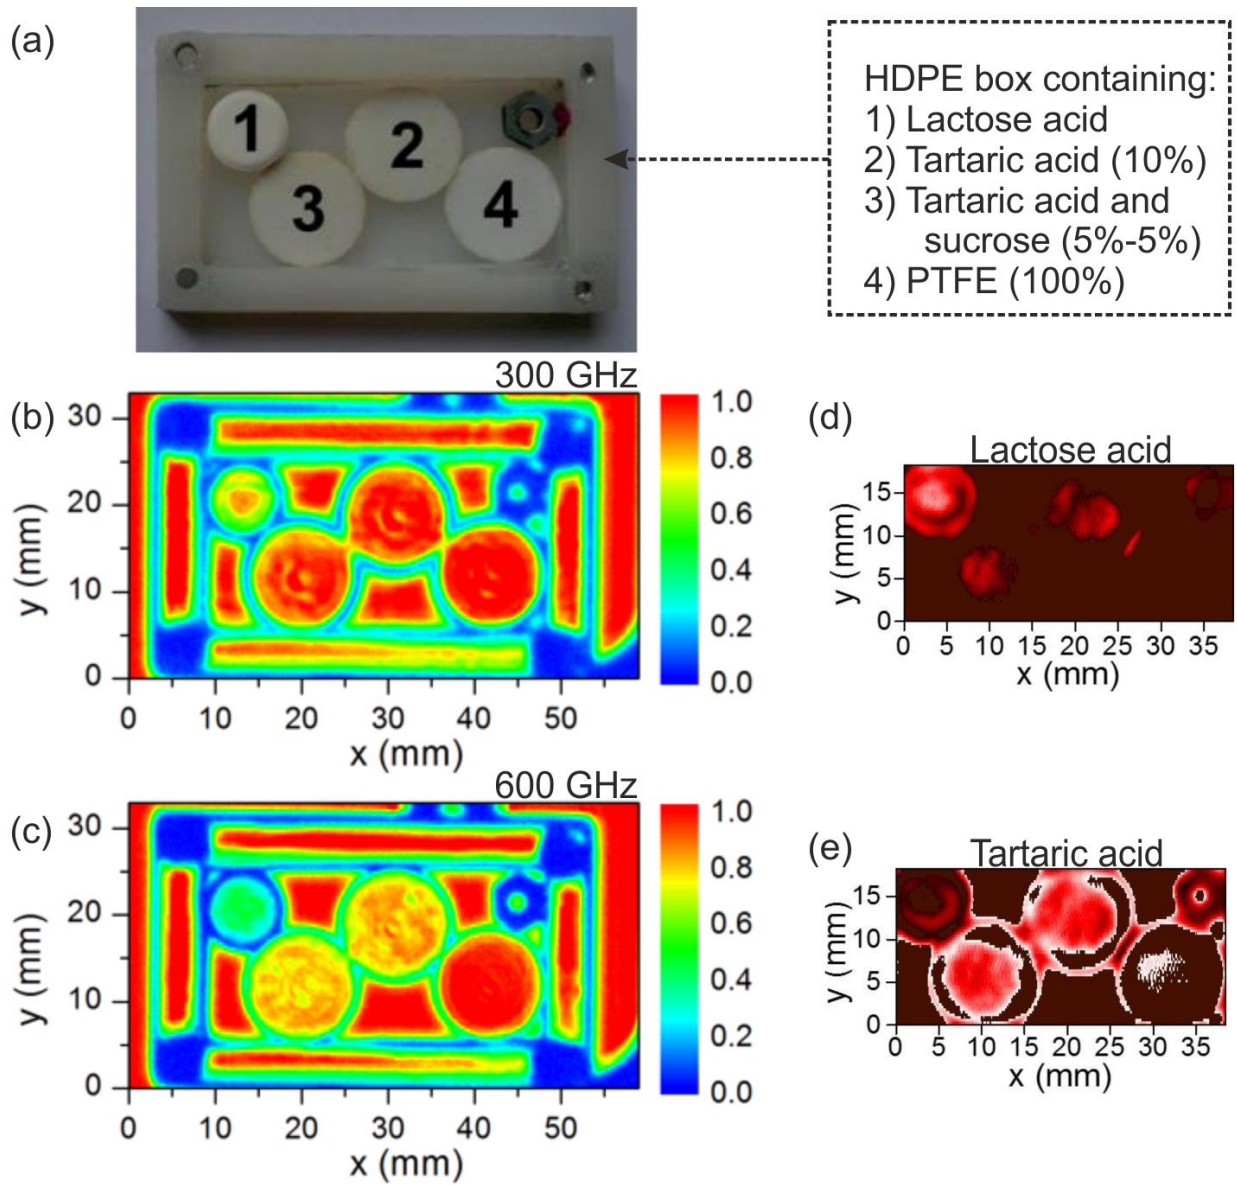 (a)
1
2
3
4
HDPE box containing:
1) Lactose acid
2) Tartaric acid (10%)
3) Tartaric acid and
sucrose (5%-5%)
4) PTFE (100%)
300 GHz
(b)
30
20
10
0
y (mm)
0 10 20 30 40 50
x (mm)
1.0
0.8
0.6
0.4
0.2
0.0
(d)
Lactose acid
15
10
5
0
y (mm)
0 5 10 15 20 25 30 35
x (mm)
600 GHz
(c)
30
20
10
0
y (mm)
0 10 20 30 40 50
x (mm)
1.0
0.8
0.6
0.4
0.2
0.0
(e)
Tartaric acid
15
10
5
0
y (mm)
0 5 10 15 20 25 30 35
x (mm)